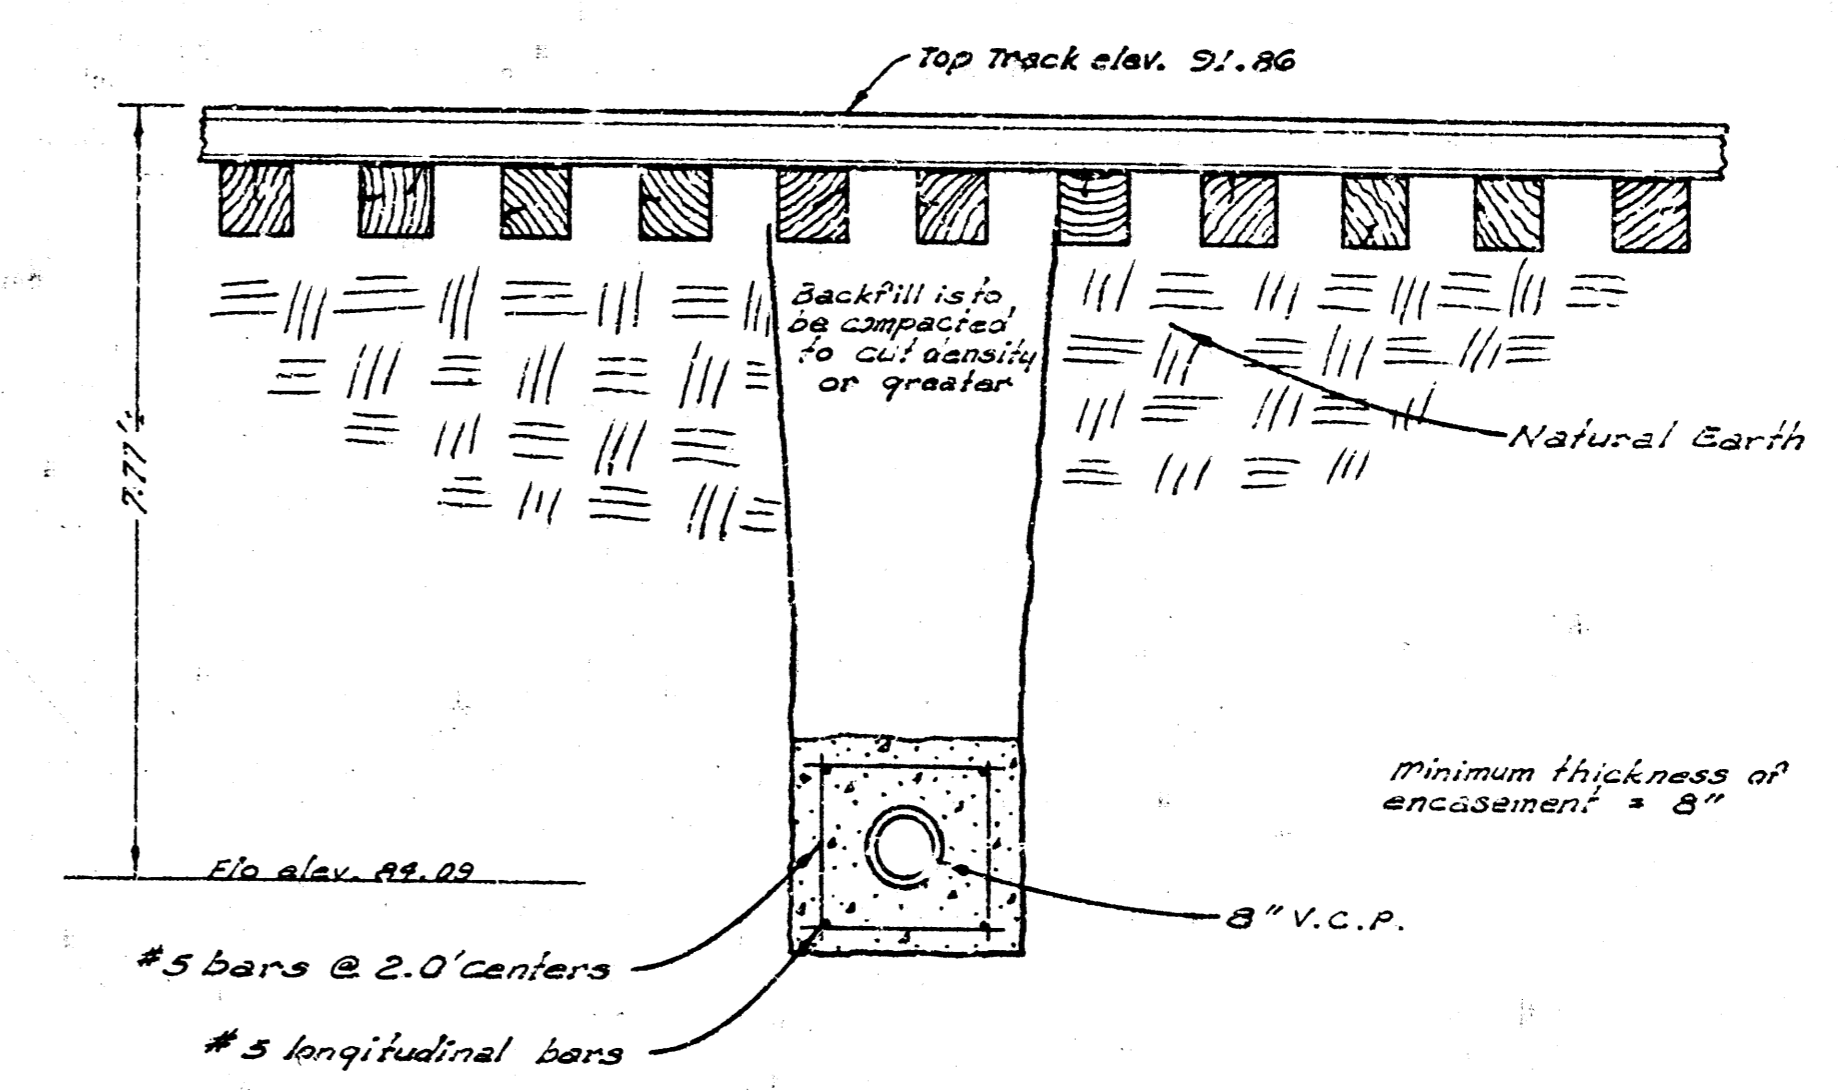 Top Track elev. 91.86
Backfill is to
be compacted
to cut density
or greater
Natural Earth
7.77'±
Minimum thickness of
encasement = 8"
Flo elev. 84.09
8" V.C.P.
#5 bars @ 2.0' centers
#5 longitudinal bars